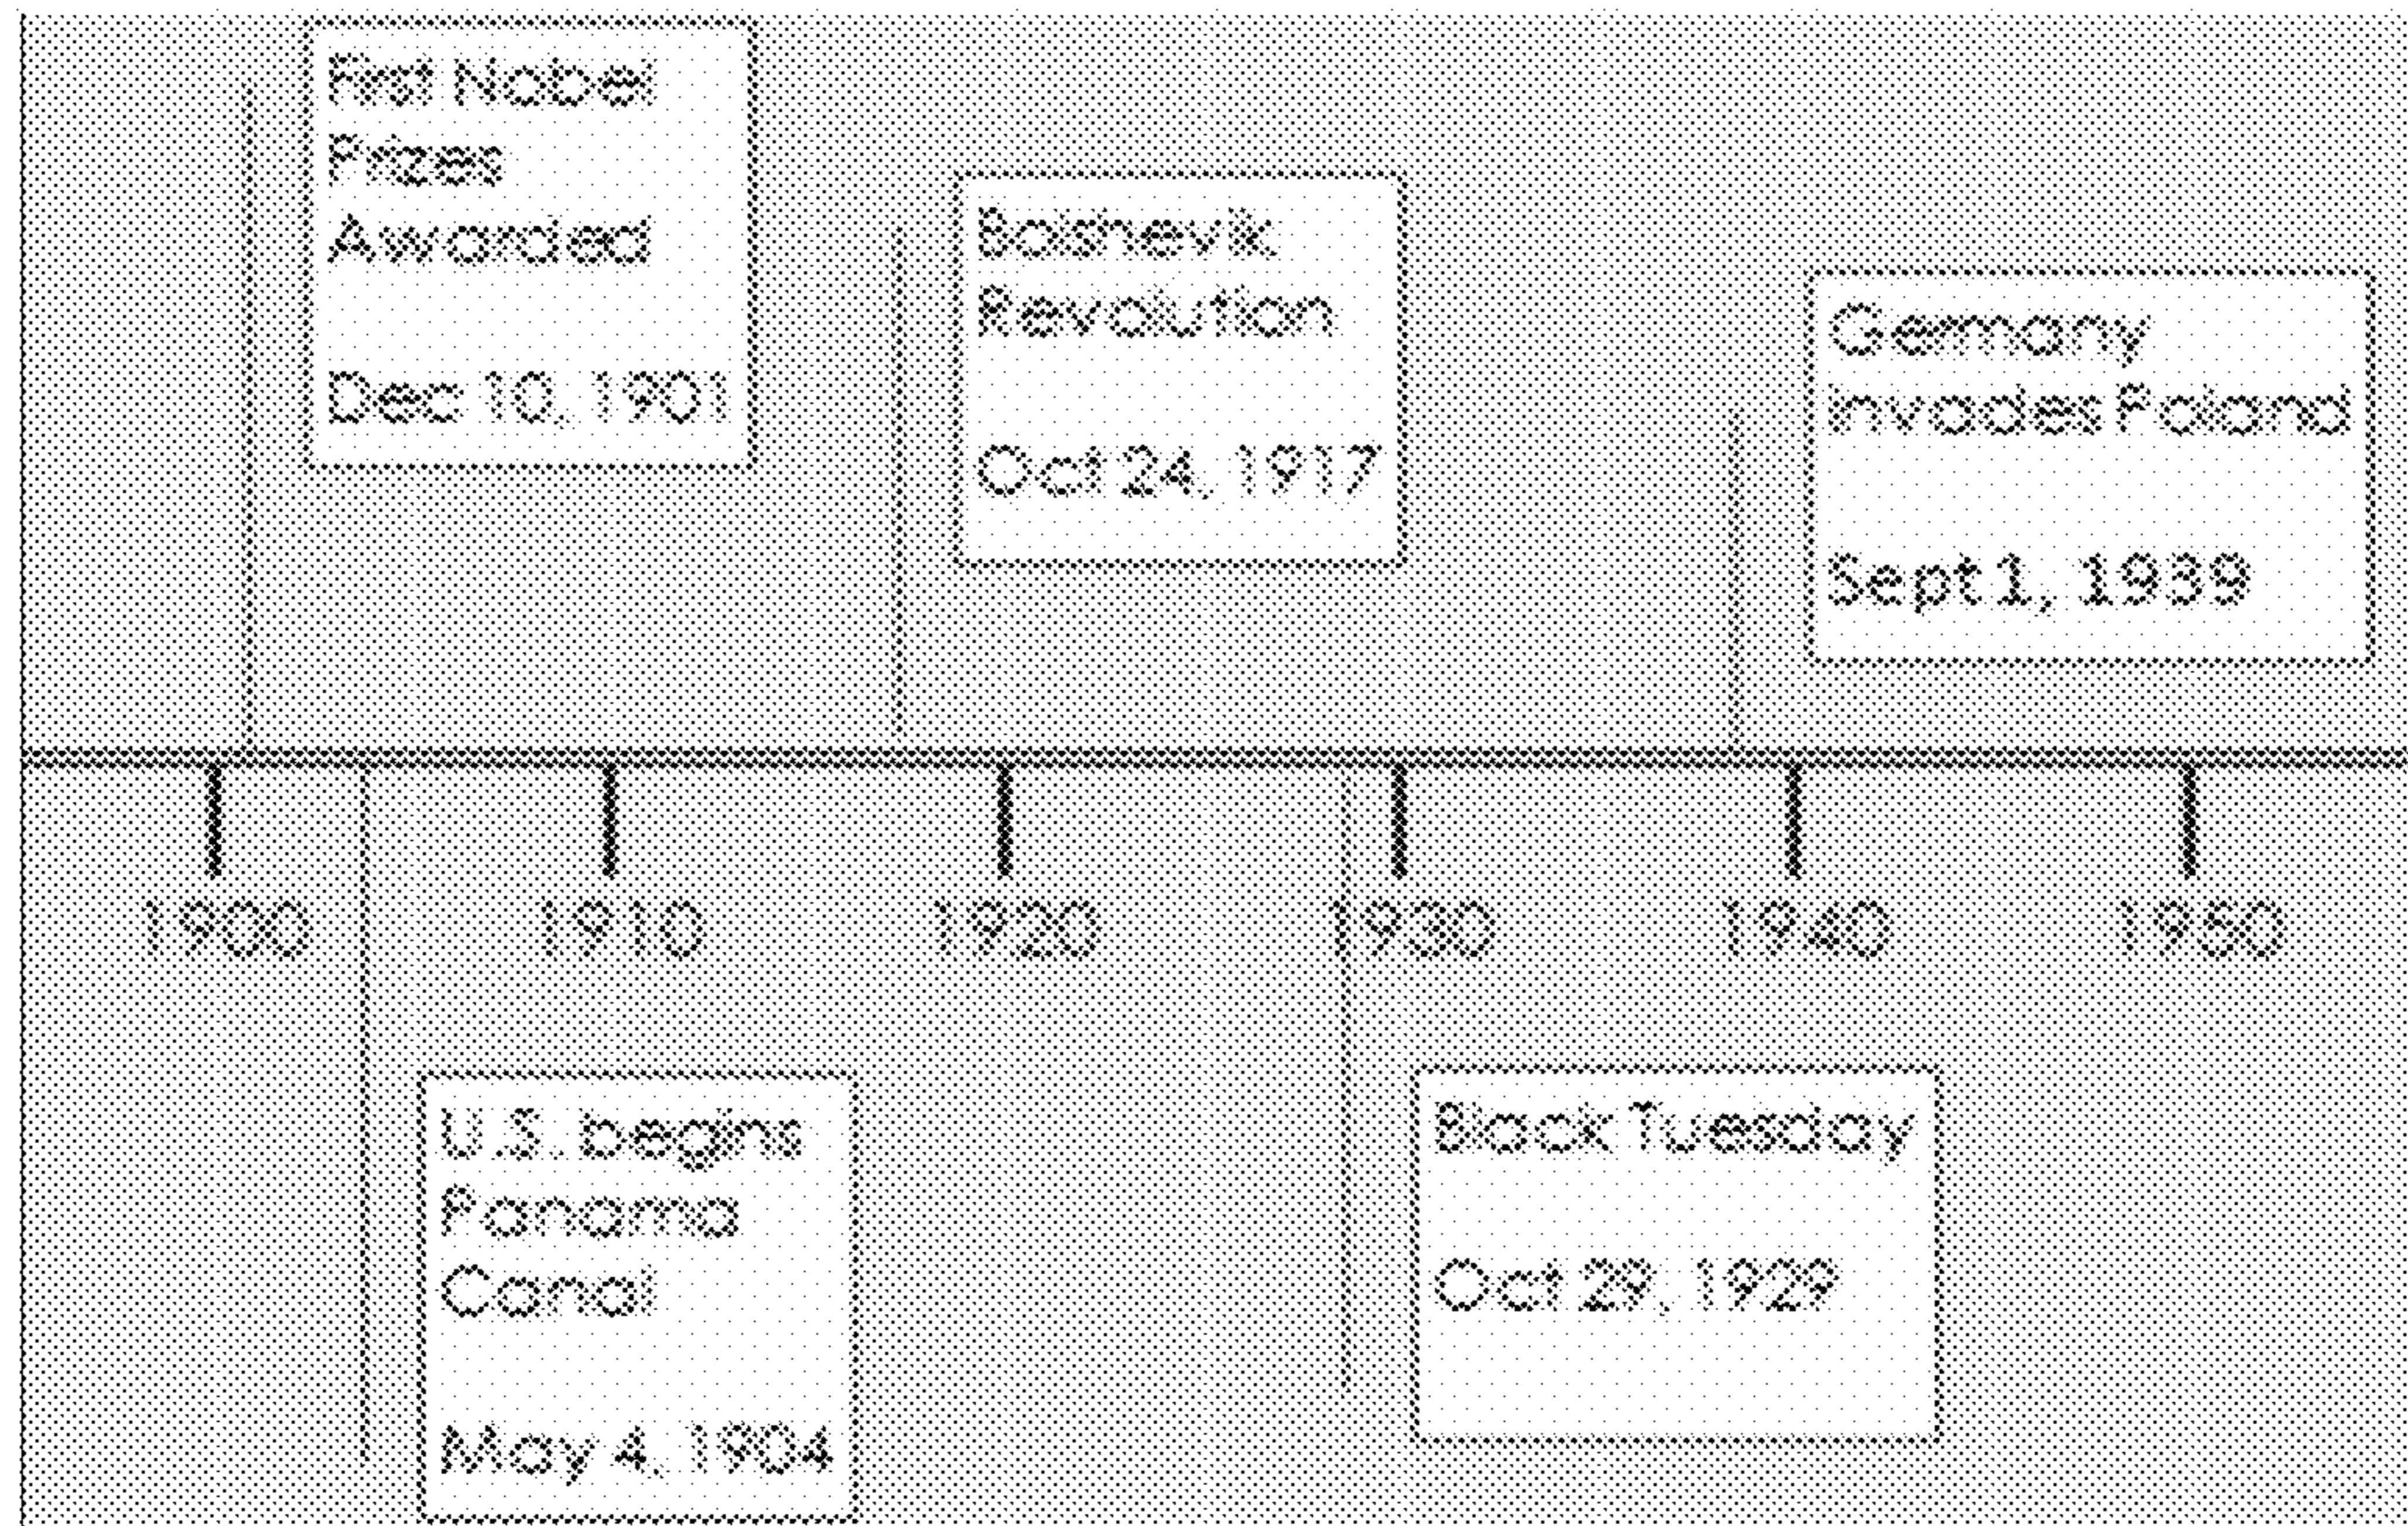 First Nobel
Prizes
Awarded
Dec 10, 1901
Bolshevik
Revolution
Oct 24, 1917
Germany
invades Poland
Sept 1, 1939
1900
1910
1920
1930
1940
1950
U.S. begins
Panama
Canal
May 4, 1904
Black Tuesday
Oct 29, 1929